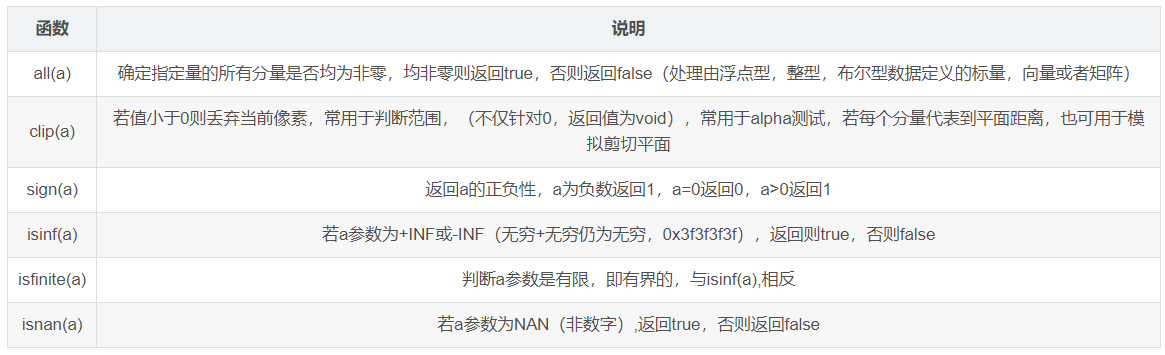 函数 说明
all(a) 确定指定量的所有分量是否均为非零，均非零则返回true，否则返回false（处理由浮点型，整型，布尔型数据定义的标量，向量或者矩阵）
clip(a) 若值小于0则丢弃当前像素，常用于判断范围，（不仅针对0，返回值为void），常用于alpha测试，若每个分量代表到平面距离，也可用于模
拟剪切平面
sign(a) 返回a的正负性，a为负数返回1，a=0返回0，a>0返回1
isinf(a) 若a参数为+INF或-INF（无穷+无穷仍为无穷，0x3f3f3f3f），返回则true，否则false
isfinite(a) 判断a参数是有限，即有界的，与isinf(a),相反
isnan(a) 若a参数为NAN（非数字）,返回true，否则返回false